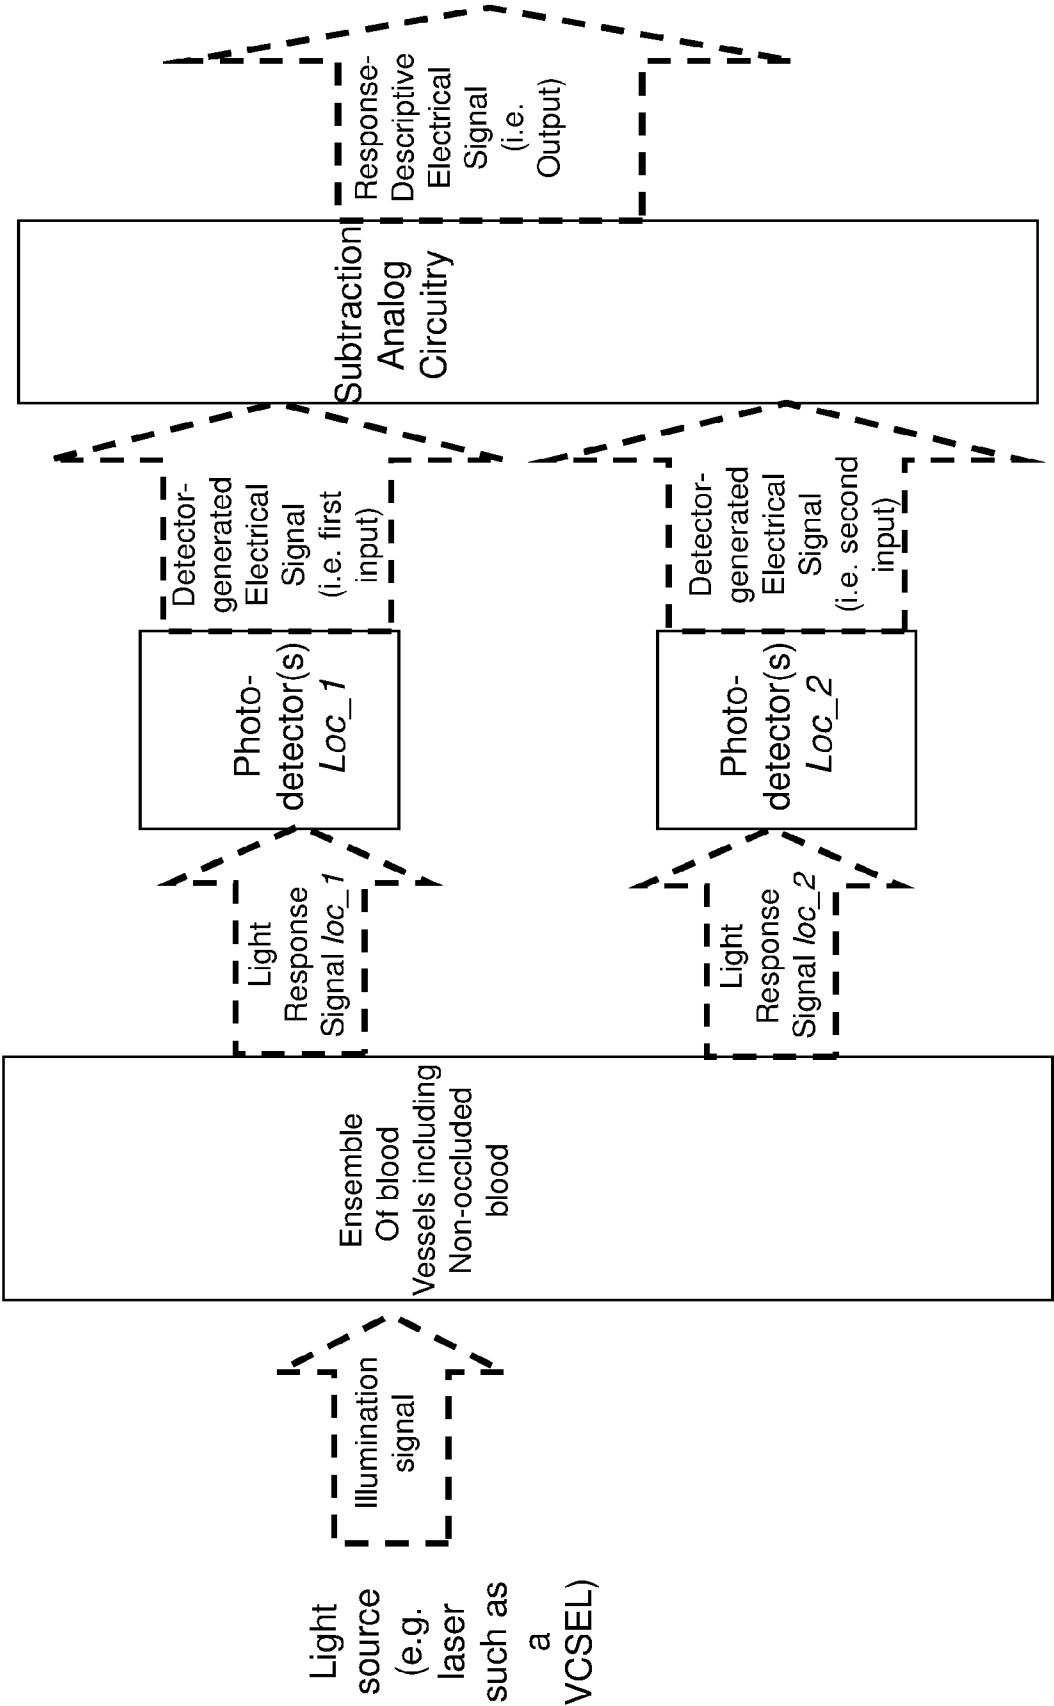 Light
source
(e.g.
laser
such as
a
VCSEL)
Illumination
signal
Ensemble
Of blood
Vessels including
Non-occluded
blood
Light
Response
Signal loc_1
Light
Response
Signal loc_2
Photo-
detector(s)
Loc_1
Photo-
detector(s)
Loc_2
Detector-
generated
Electrical
Signal
(i.e. first
input)
Detector-
generated
Electrical
Signal
(i.e. second
input)
Subtraction
Analog
Circuitry
Response-
Descriptive
Electrical
Signal
(i.e.
Output)